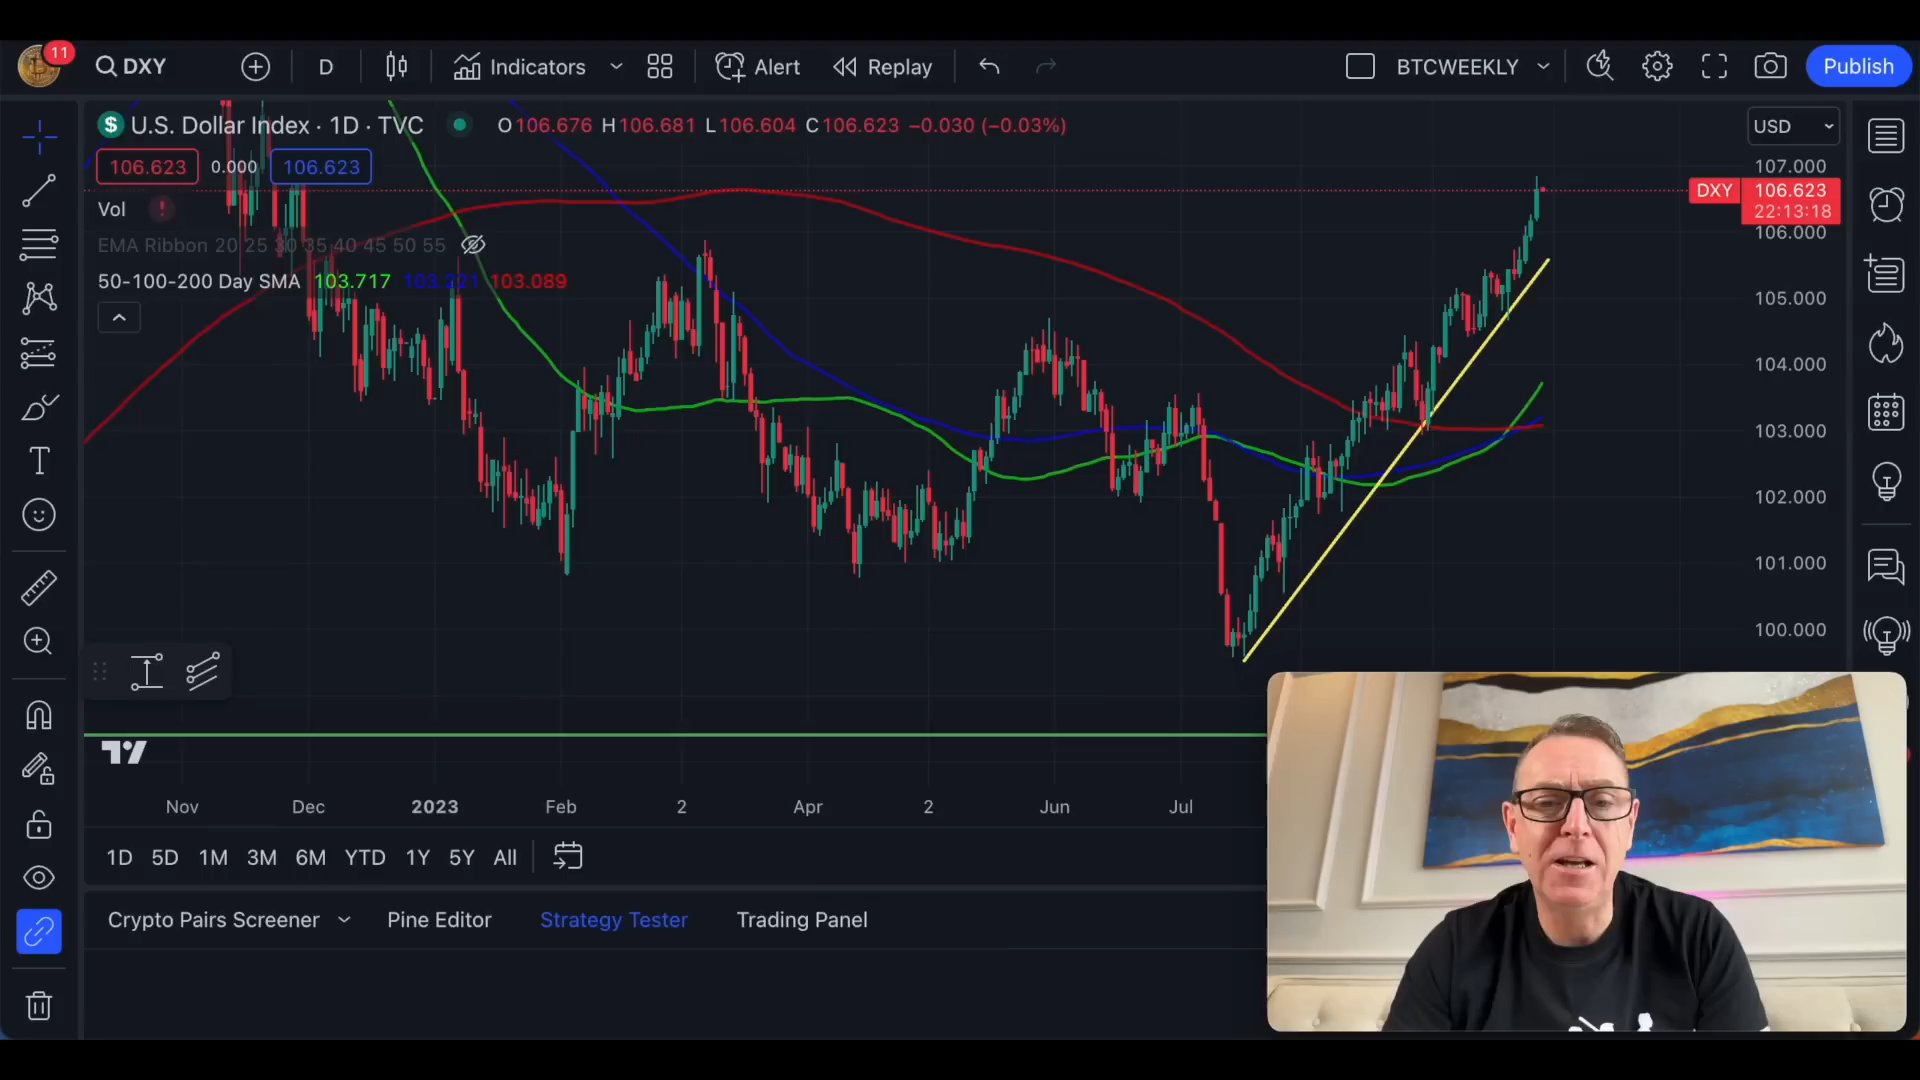 11
DXY
D
Indicators
Alert
Replay
BTCWEEKLY
Publish
$ U.S. Dollar Index · 1D · TVC
O106.676 H106.681 L106.604 C106.623 −0.030 (−0.03%)
USD
106.623
0.000
106.623
Vol !
EMA Ribbon 20 25 30 35 40 45 50 55
50-100-200 Day SMA 103.717 103.221 103.089
107.000
DXY 106.623
22:13:18
106.000
105.000
104.000
103.000
102.000
101.000
100.000
T
Nov Dec 2023 Feb 2 Apr 2 Jun Jul
1D 5D 1M 3M 6M YTD 1Y 5Y All
Crypto Pairs Screener Pine Editor Strategy Tester Trading Panel